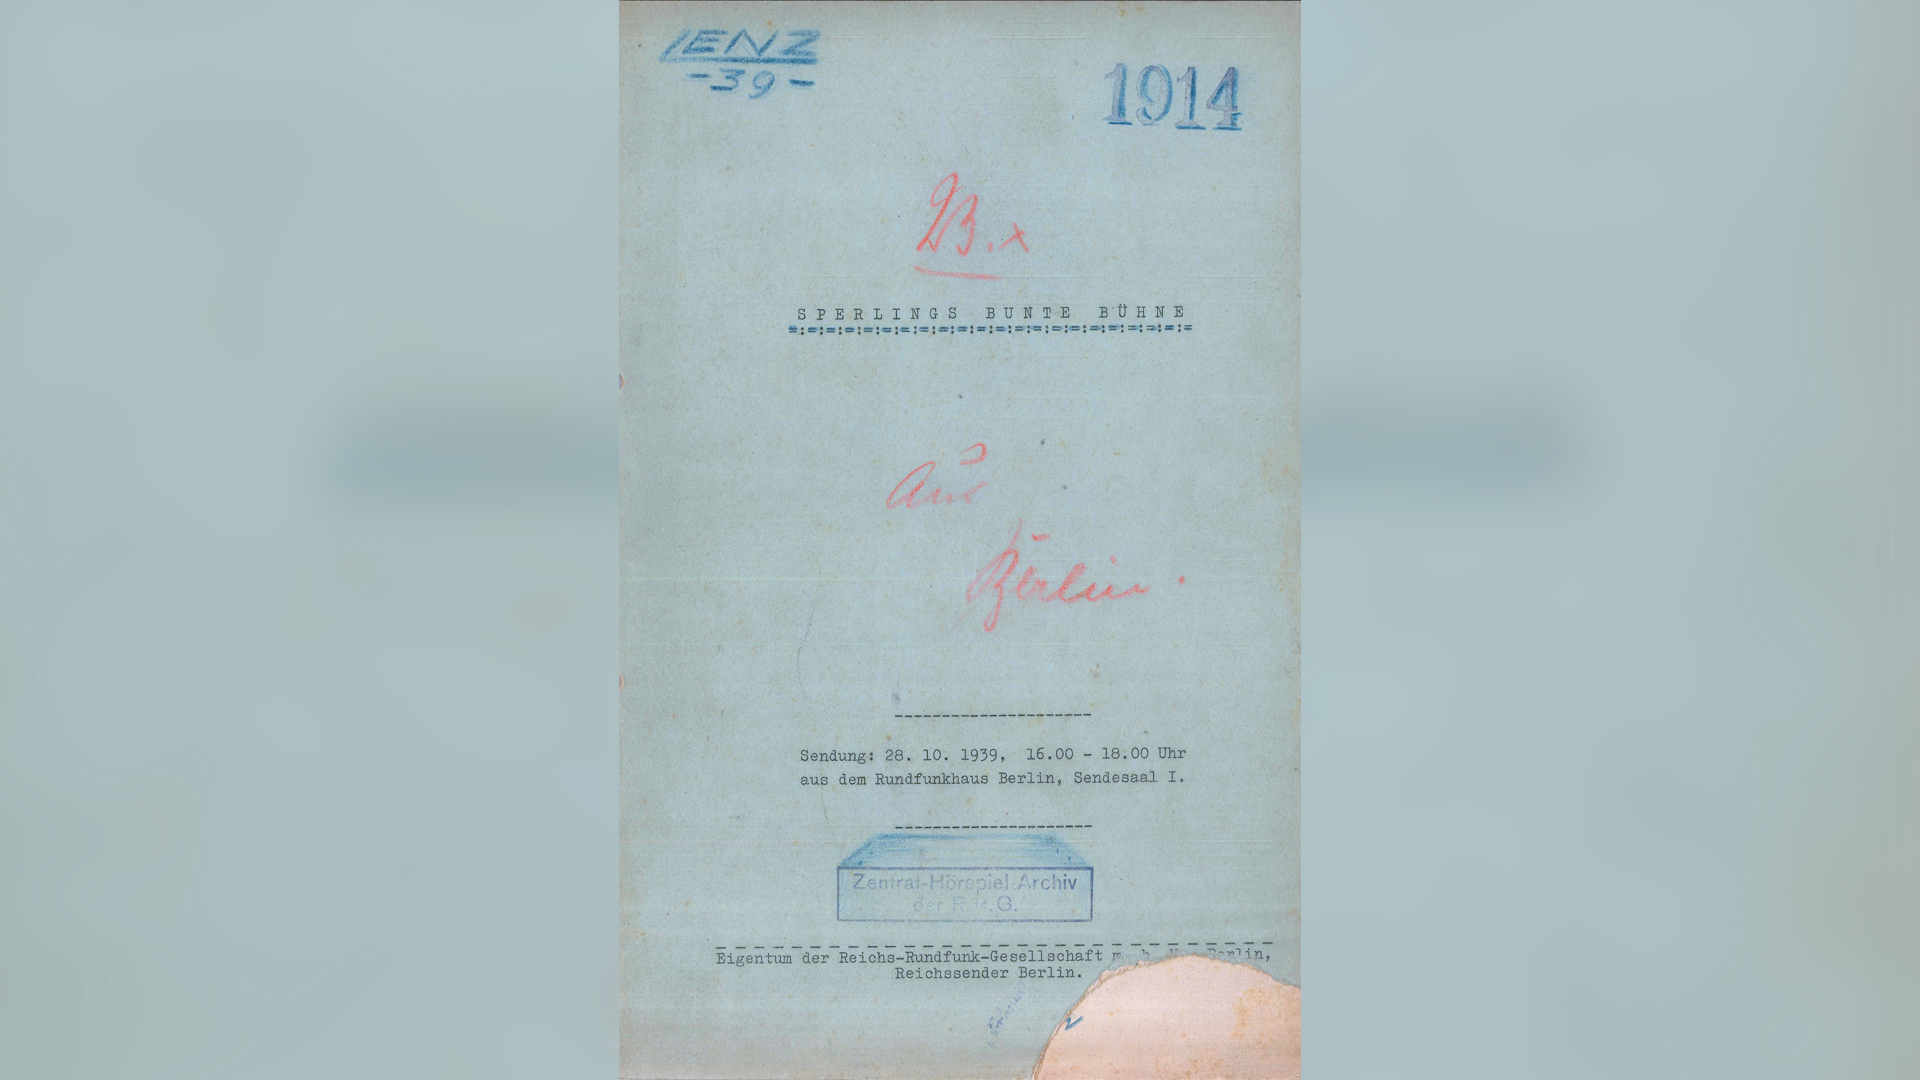 LENZ
-39-
1914
SPERLINGS BUNTE BÜHNE
=:=:=:=:=:=:=:=:=:=:=:=:=:=:=:=:=:=:=:=:=:=
Aus
Berlin.
---------------------
Sendung: 28. 10. 1939, 16.00 - 18.00 Uhr
aus dem Rundfunkhaus Berlin, Sendesaal I.
---------------------
Zentral-Hörspiel-Archiv
der R.R.G.
Eigentum der Reichs-Rundfunk-Gesellschaft m. b. H., Berlin,
Reichssender Berlin.